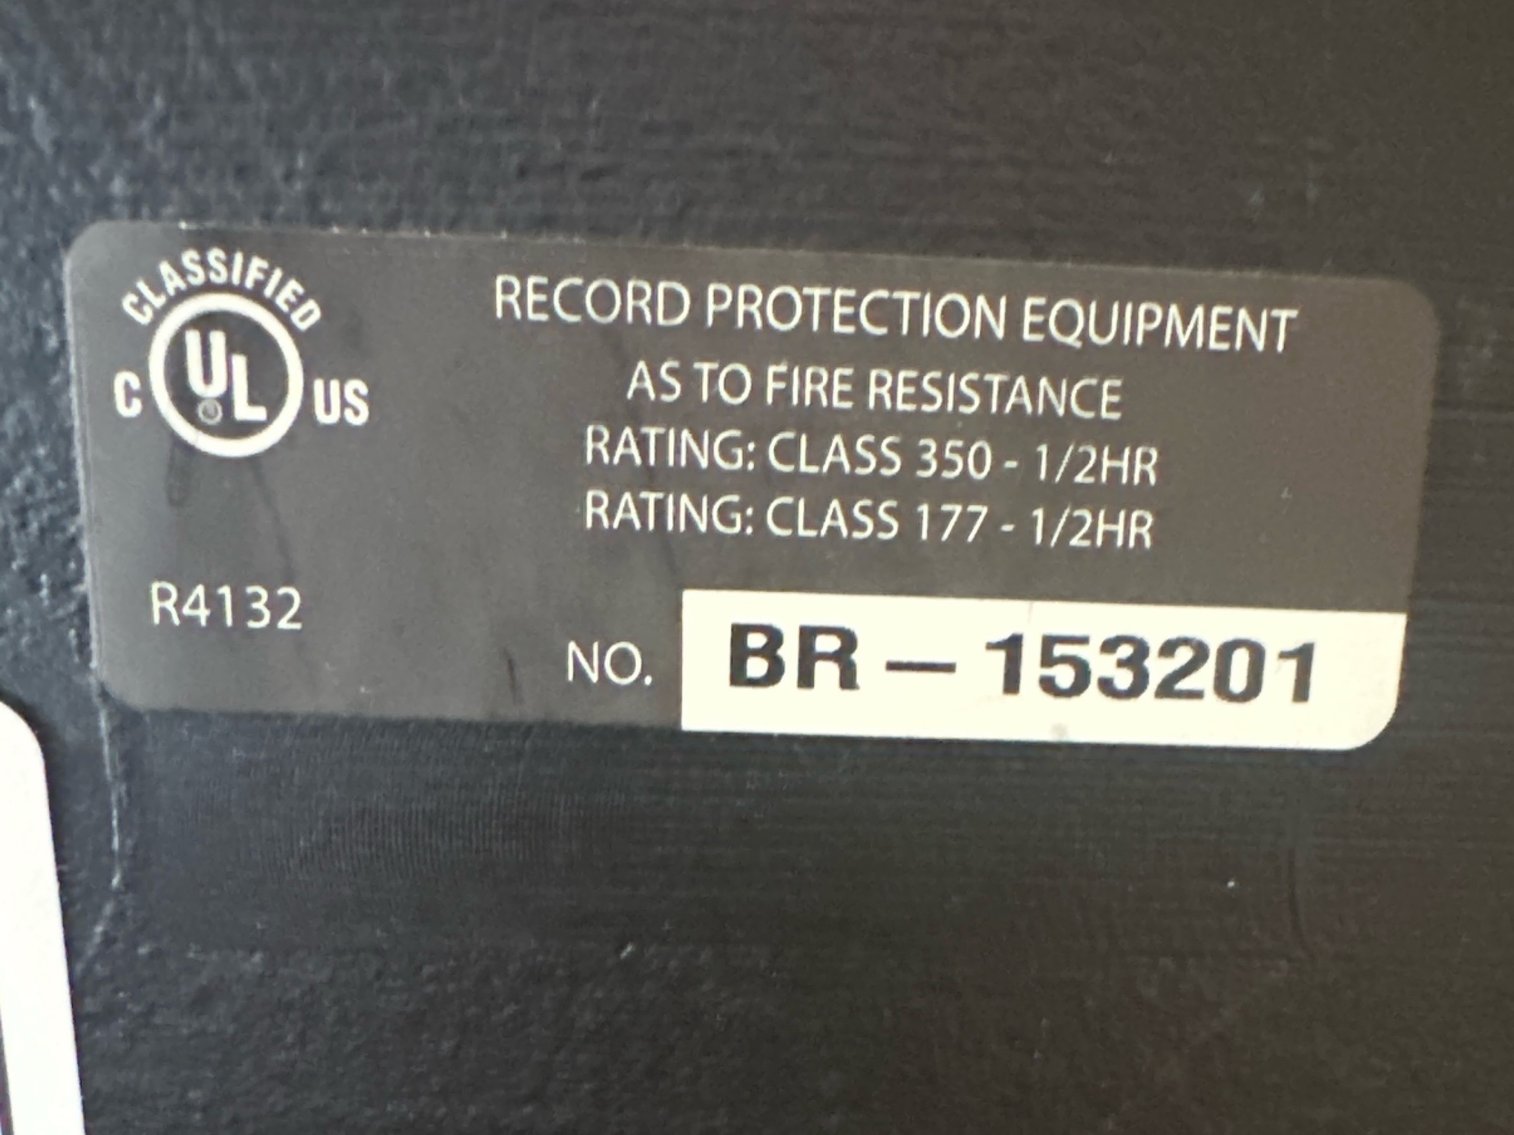 CLASSIFIED
C UL ® US
RECORD PROTECTION EQUIPMENT
AS TO FIRE RESISTANCE
RATING: CLASS 350 - 1/2HR
RATING: CLASS 177 - 1/2HR
R4132
NO. BR – 153201